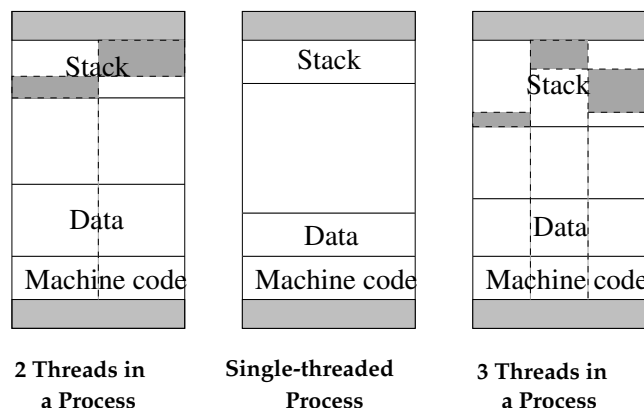 Stack
Data
Machine code
2 Threads in
a Process
Stack
Data
Machine code
Single-threaded
Process
Stack
Data
Machine code
3 Threads in
a Process